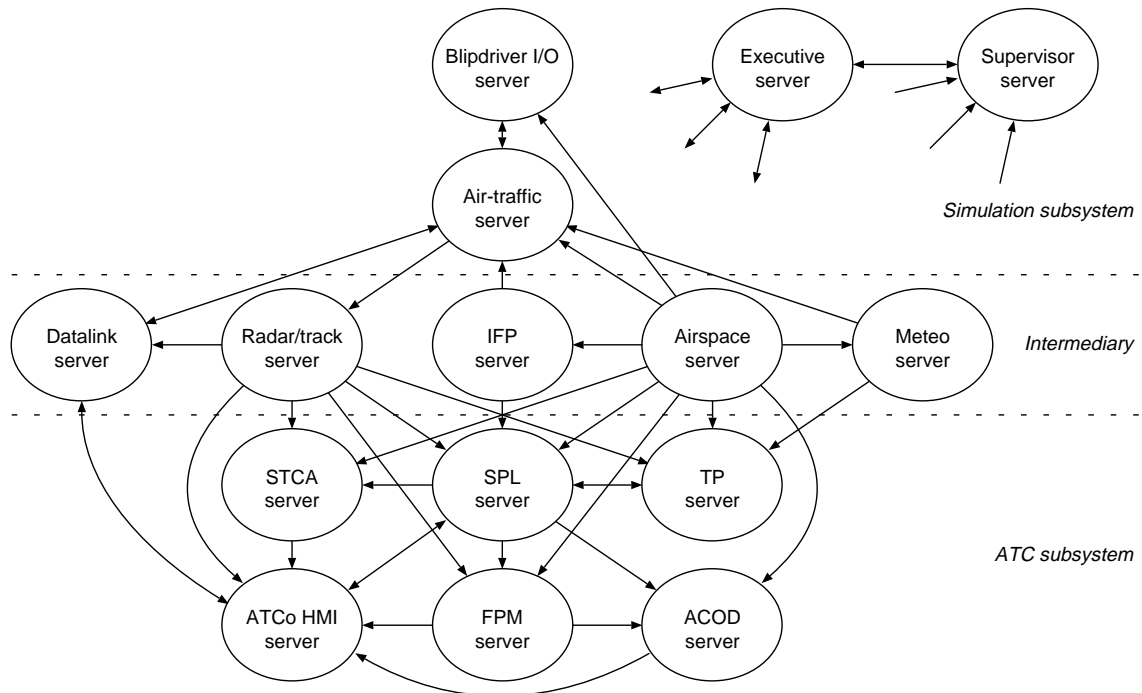 Blipdriver I/O
server
Executive
server
Supervisor
server
Air-traffic
server
Simulation subsystem
Datalink
server
Radar/track
server
IFP
server
Airspace
server
Meteo
server
Intermediary
STCA
server
SPL
server
TP
server
ATC subsystem
ATCo HMI
server
FPM
server
ACOD
server